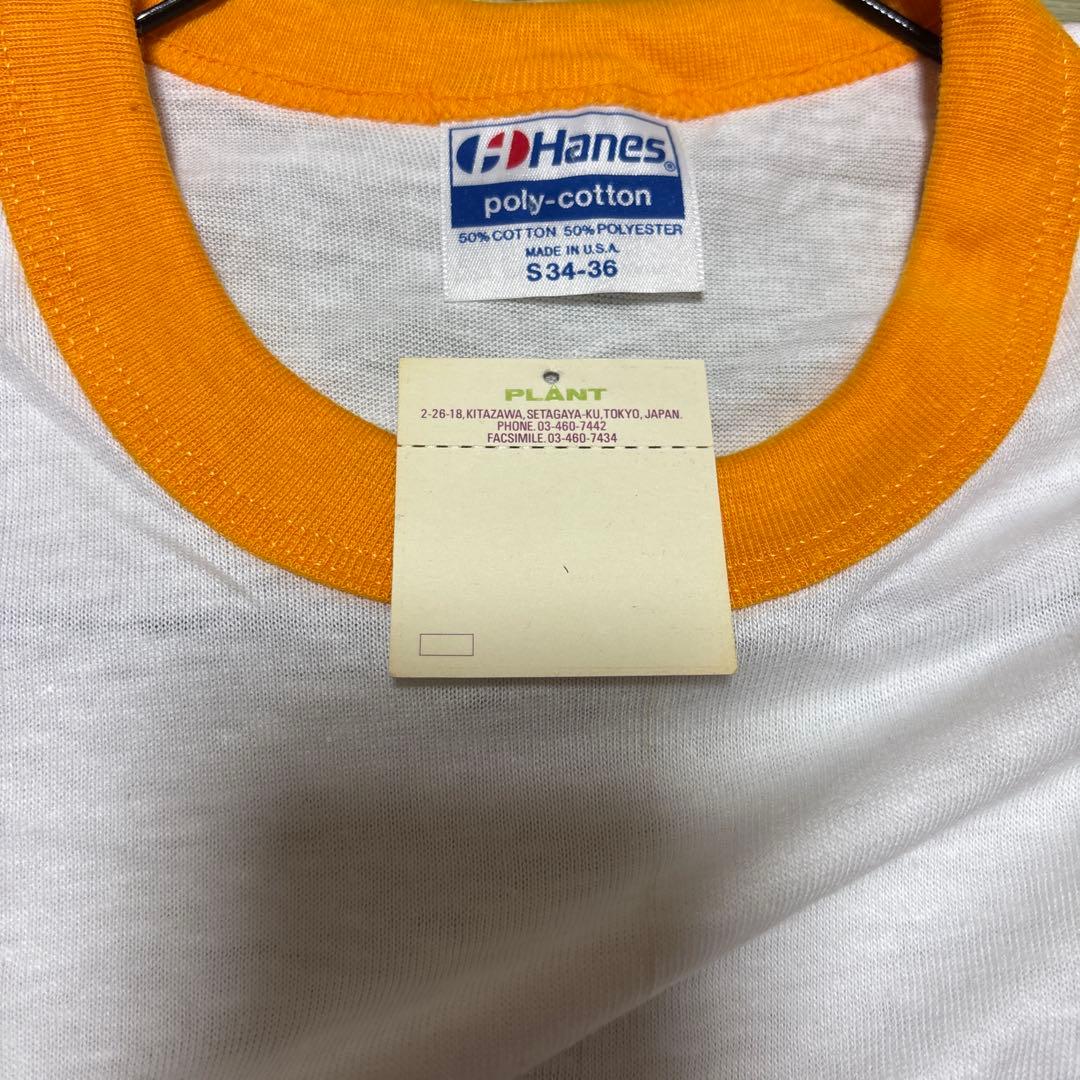 Hanes®
poly-cotton
50% COTTON 50% POLYESTER
MADE IN U.S.A.
S 34-36
PLANT
2-26-18, KITAZAWA, SETAGAYA-KU, TOKYO, JAPAN.
PHONE. 03-460-7442
FACSIMILE. 03-460-7434